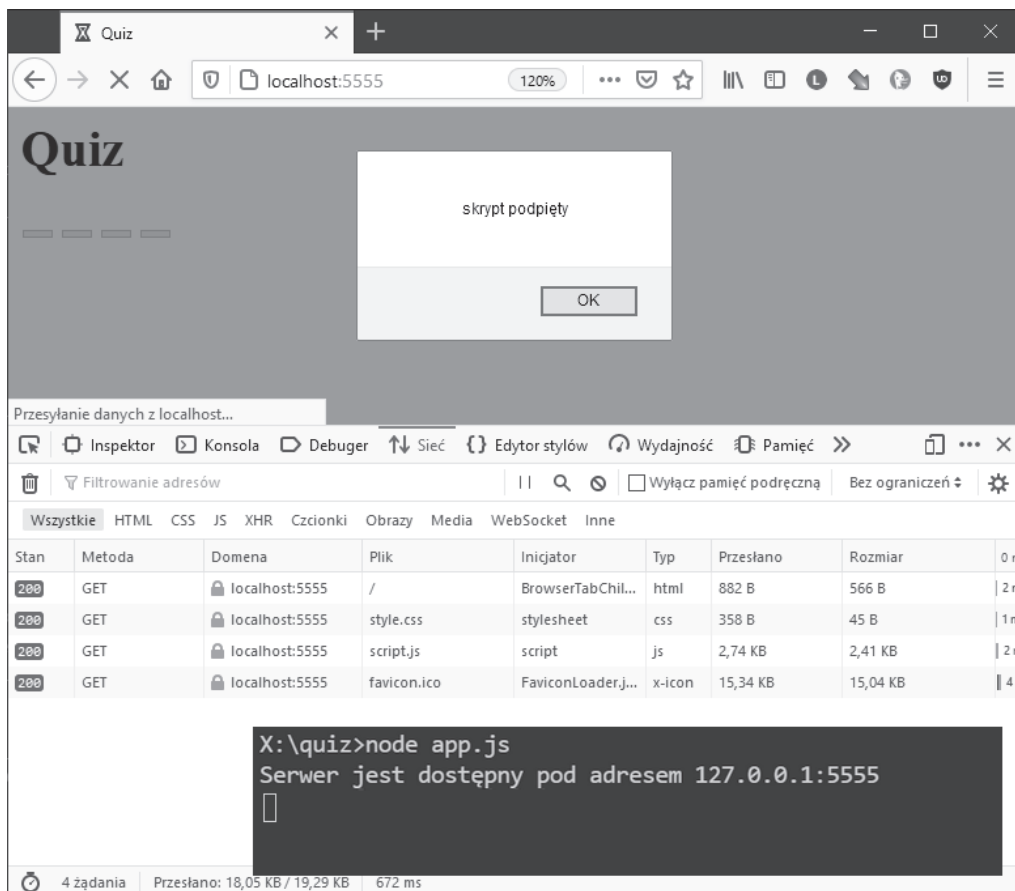 Quiz
localhost:5555
120%
Quiz
skrypt podpięty
OK
Przesyłanie danych z localhost...
Inspektor Konsola Debuger Sieć Edytor stylów Wydajność Pamięć
Filtrowanie adresów Wyłącz pamięć podręczną Bez ograniczeń
Wszystkie HTML CSS JS XHR Czcionki Obrazy Media WebSocket Inne
Stan Metoda Domena Plik Inicjator Typ Przesłano Rozmiar
200 GET localhost:5555 / BrowserTabChil... html 882 B 566 B
200 GET localhost:5555 style.css stylesheet css 358 B 45 B
200 GET localhost:5555 script.js script js 2,74 KB 2,41 KB
200 GET localhost:5555 favicon.ico FaviconLoader.j... x-icon 15,34 KB 15,04 KB
X:\quiz>node app.js
Serwer jest dostępny pod adresem 127.0.0.1:5555
4 żądania Przesłano: 18,05 KB / 19,29 KB 672 ms